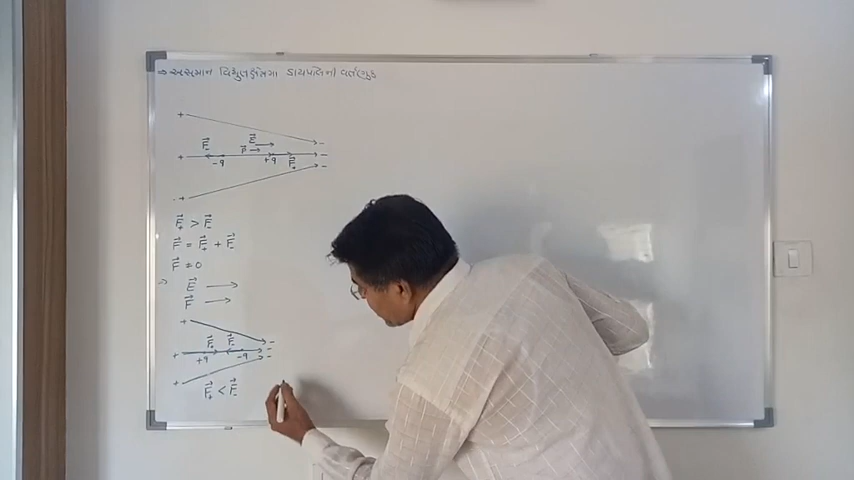 ⇒ અસમાન વિદ્યુતક્ષેત્રમાં ડાયપોલની વર્તણૂક
+ −
F⃗₋ E⃗ →
+ P⃗ → −
−q +q F⃗₊ −
+
F⃗₊ > F⃗₋
F⃗ = F⃗₊ + F⃗₋
F⃗ ≠ 0
⇒ E⃗ →
F⃗ →
+ −
F⃗₊ F⃗₋ −
+ +q −q −
+
F⃗₊ < F⃗₋